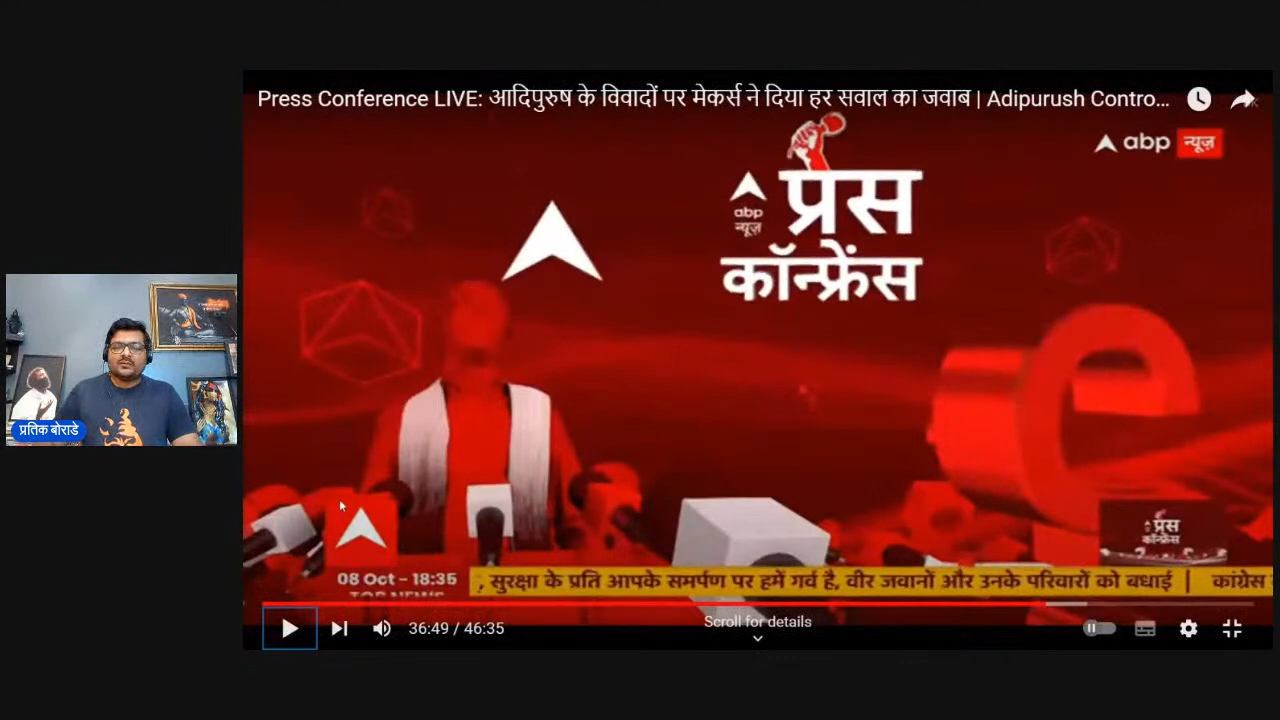 Press Conference LIVE: आदिपुरुष के विवादों पर मेकर्स ने दिया हर सवाल का जवाब | Adipurush Contro...
abp न्यूज़
abp
न्यूज़
प्रेस
कॉन्फ्रेंस
e
प्रतिक बोराडे
प्रेस
कॉन्फ्रेंस
08 Oct - 18:35
TOP NEWS
, सुरक्षा के प्रति आपके समर्पण पर हमें गर्व है, वीर जवानों और उनके परिवारों को बधाई | कांग्रेस
36:49 / 46:35
Scroll for details